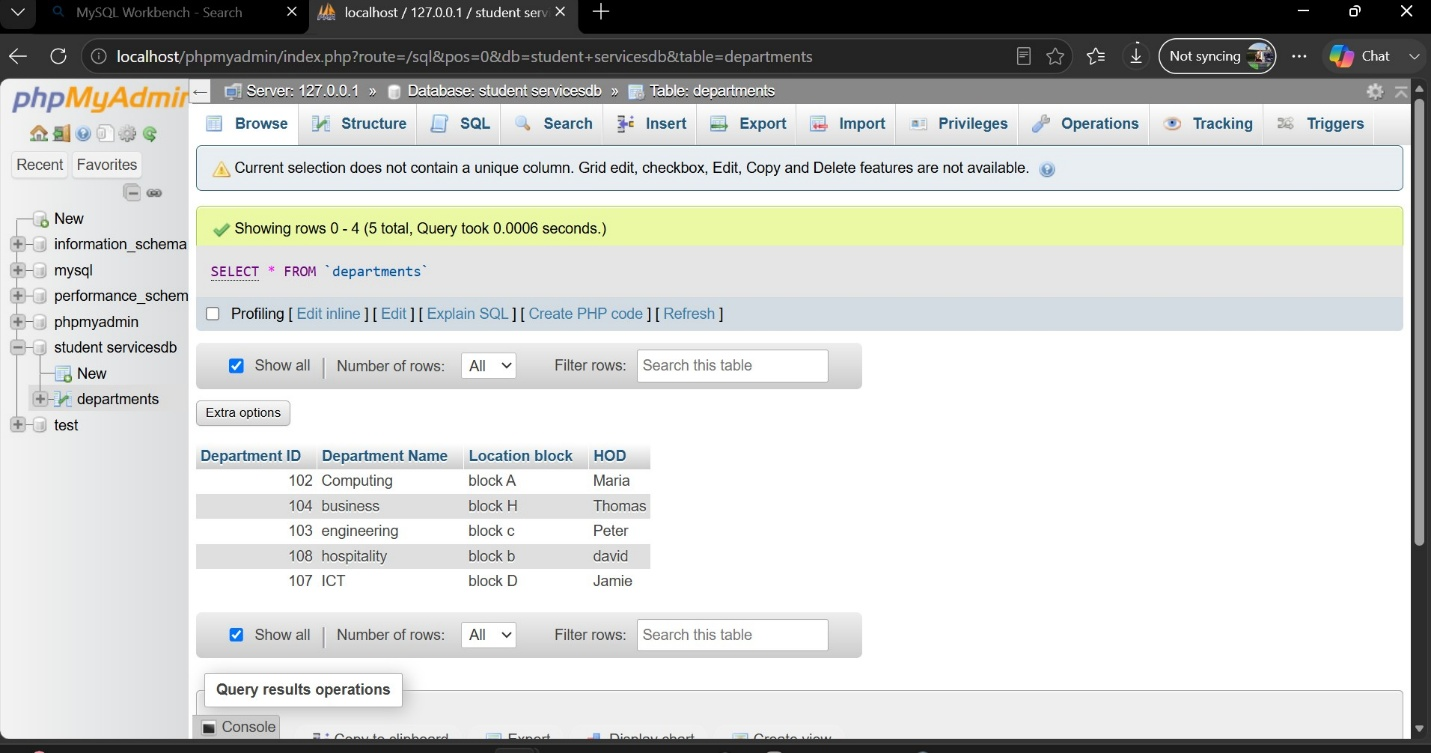 MySQL Workbench - Search
localhost / 127.0.0.1 / student serv
localhost/phpmyadmin/index.php?route=/sql&pos=0&db=student+servicesdb&table=departments
Not syncing
Chat
phpMyAdmin
Recent Favorites
New
information_schema
mysql
performance_schem
phpmyadmin
student servicesdb
New
departments
test
Server: 127.0.0.1 » Database: student servicesdb » Table: departments
Browse Structure SQL Search Insert Export Import Privileges Operations Tracking Triggers
Current selection does not contain a unique column. Grid edit, checkbox, Edit, Copy and Delete features are not available.
Showing rows 0 - 4 (5 total, Query took 0.0006 seconds.)
SELECT * FROM `departments`
Profiling [ Edit inline ] [ Edit ] [ Explain SQL ] [ Create PHP code ] [ Refresh ]
Show all | Number of rows: All Filter rows: Search this table
Extra options
Department ID Department Name Location block HOD
102 Computing block A Maria
104 business block H Thomas
103 engineering block c Peter
108 hospitality block b david
107 ICT block D Jamie
Show all | Number of rows: All Filter rows: Search this table
Query results operations
Console
Copy to clipboard Export Display chart Create view